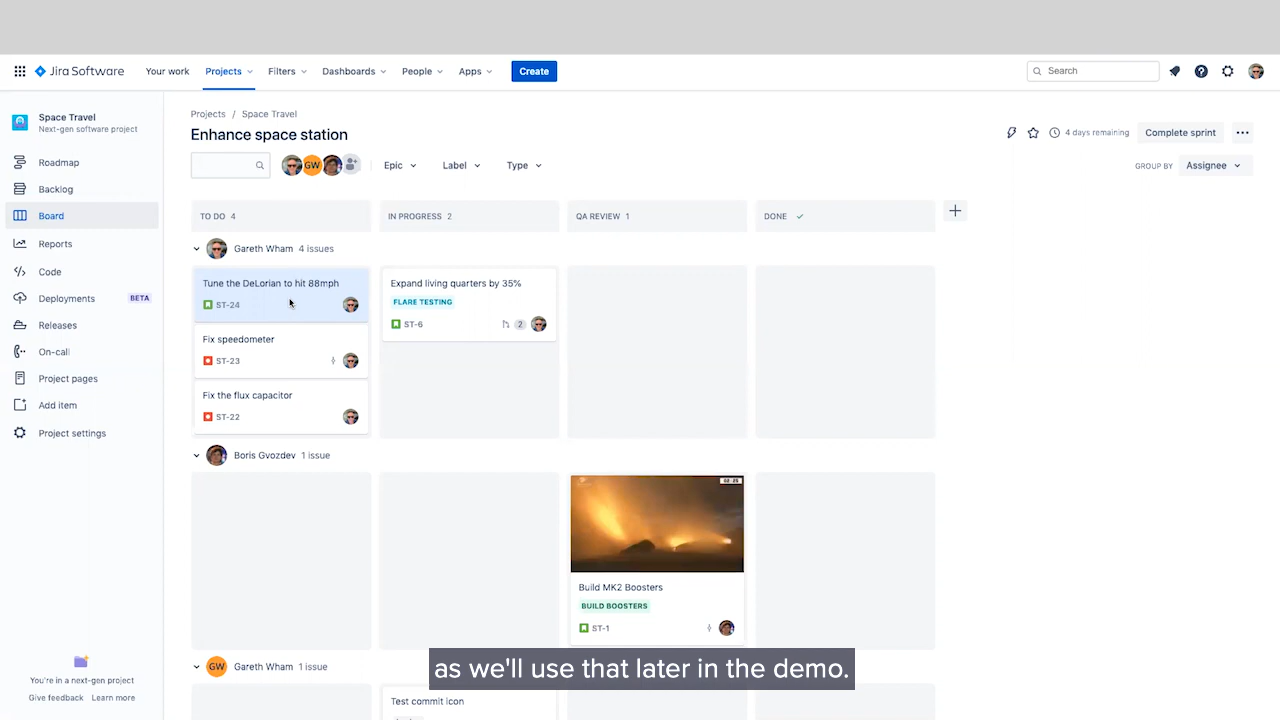 Jira Software
Your work
Projects
Filters
Dashboards
People
Apps
Create
Search
Space Travel
Next-gen software project
Roadmap
Backlog
Board
Reports
Code
Deployments BETA
Releases
On-call
Project pages
Add item
Project settings
You're in a next-gen project
Give feedback Learn more
Projects / Space Travel
Enhance space station
4 days remaining
Complete sprint
GW
Epic
Label
Type
GROUP BY Assignee
TO DO 4
IN PROGRESS 2
QA REVIEW 1
DONE
Gareth Wham 4 issues
Tune the DeLorian to hit 88mph
ST-24
Fix speedometer
ST-23
Fix the flux capacitor
ST-22
Expand living quarters by 35%
FLARE TESTING
ST-6 2
Boris Gvozdev 1 issue
02:25
Build MK2 Boosters
BUILD BOOSTERS
ST-1
GW Gareth Wham 1 issue
Test commit icon
as we'll use that later in the demo.